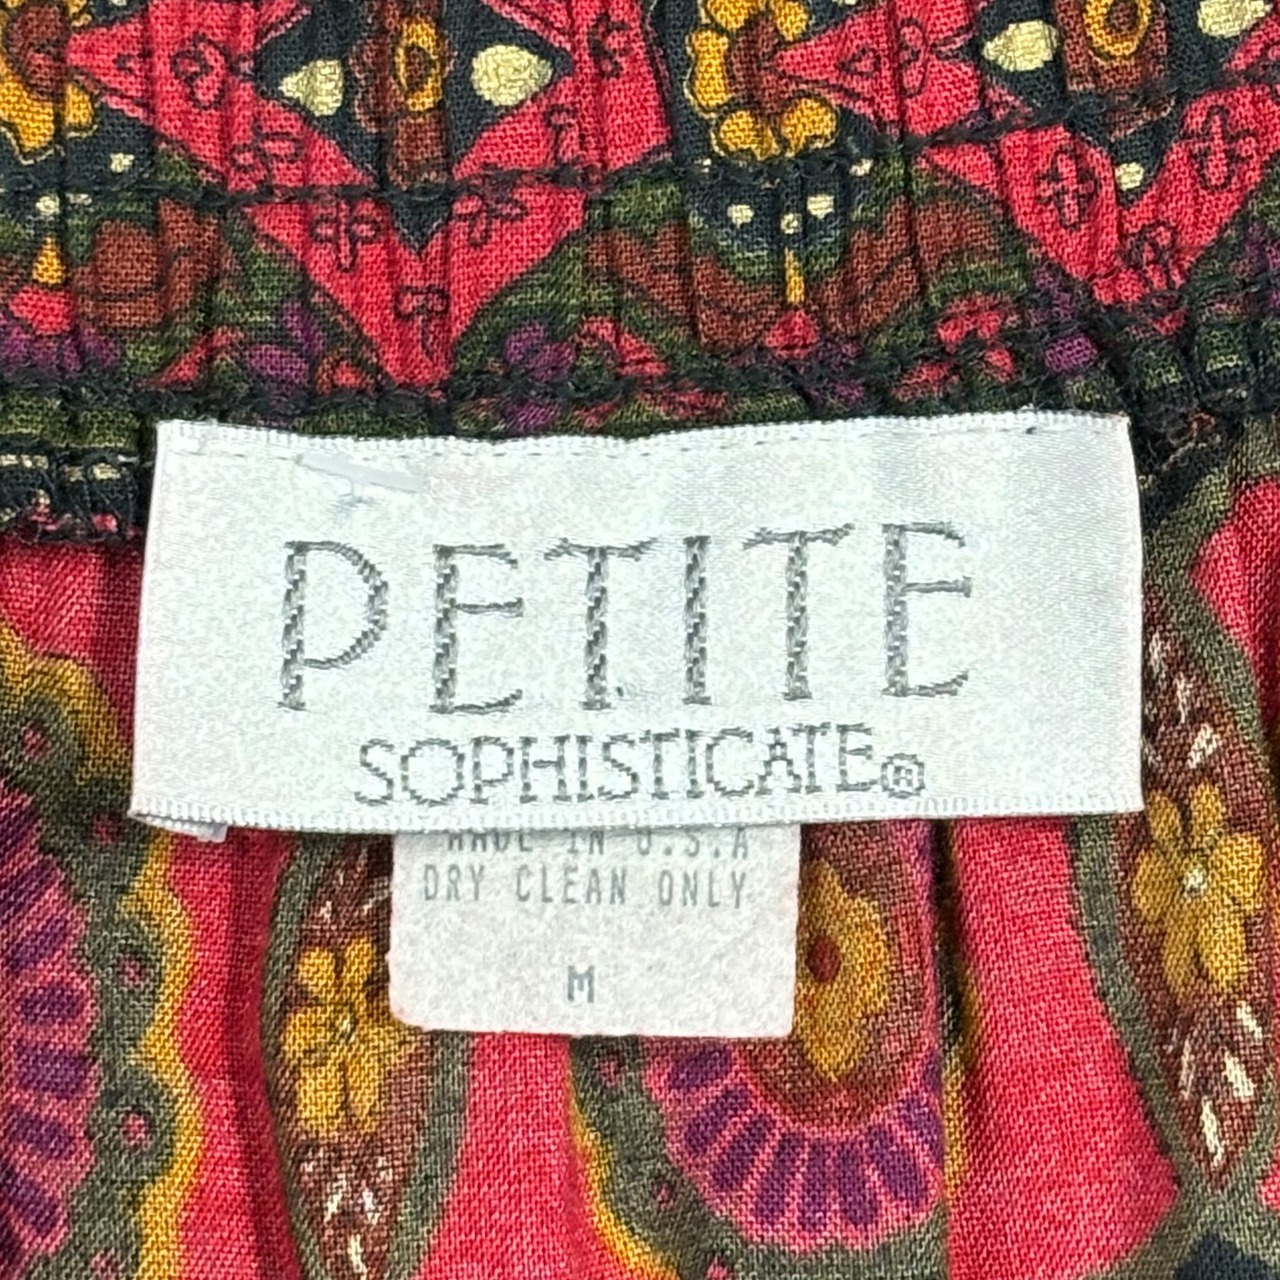 PETITE
SOPHISTICATE®
MADE IN U.S.A
DRY CLEAN ONLY
M